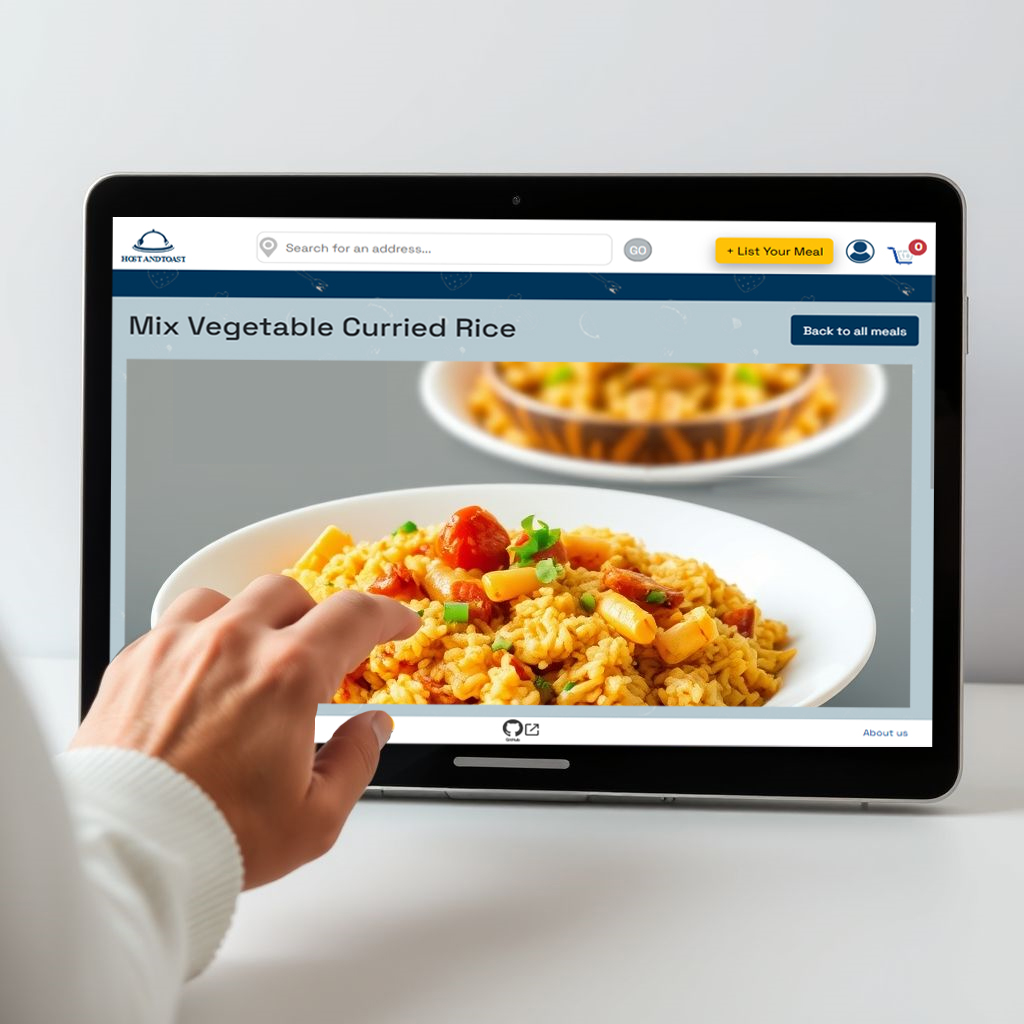 HOST AND TOAST
Search for an address...
GO
+ List Your Meal
0
Mix Vegetable Curried Rice
Back to all meals
GitHub
About us